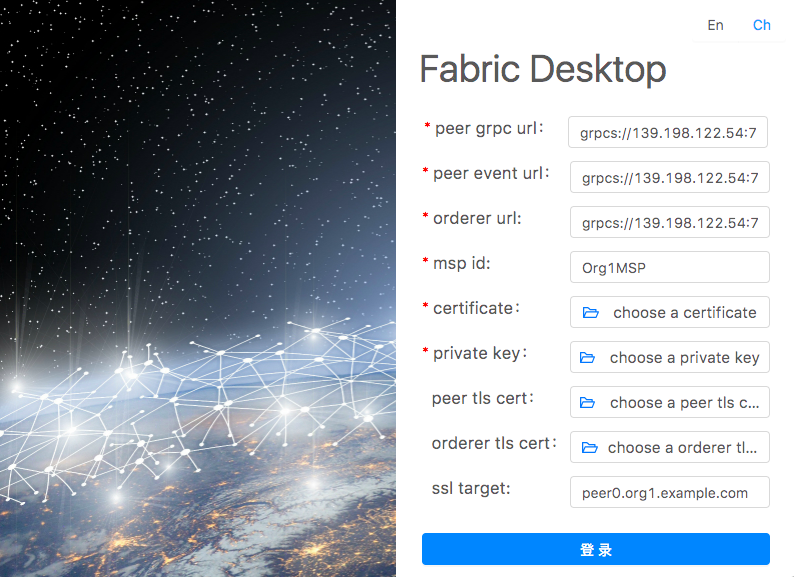 En Ch
Fabric Desktop
* peer grpc url: grpcs://139.198.122.54:7
* peer event url: grpcs://139.198.122.54:7
* orderer url: grpcs://139.198.122.54:7
* msp id: Org1MSP
* certificate: choose a certificate
* private key: choose a private key
peer tls cert: choose a peer tls c...
orderer tls cert: choose a orderer tl...
ssl target: peer0.org1.example.com
登 录